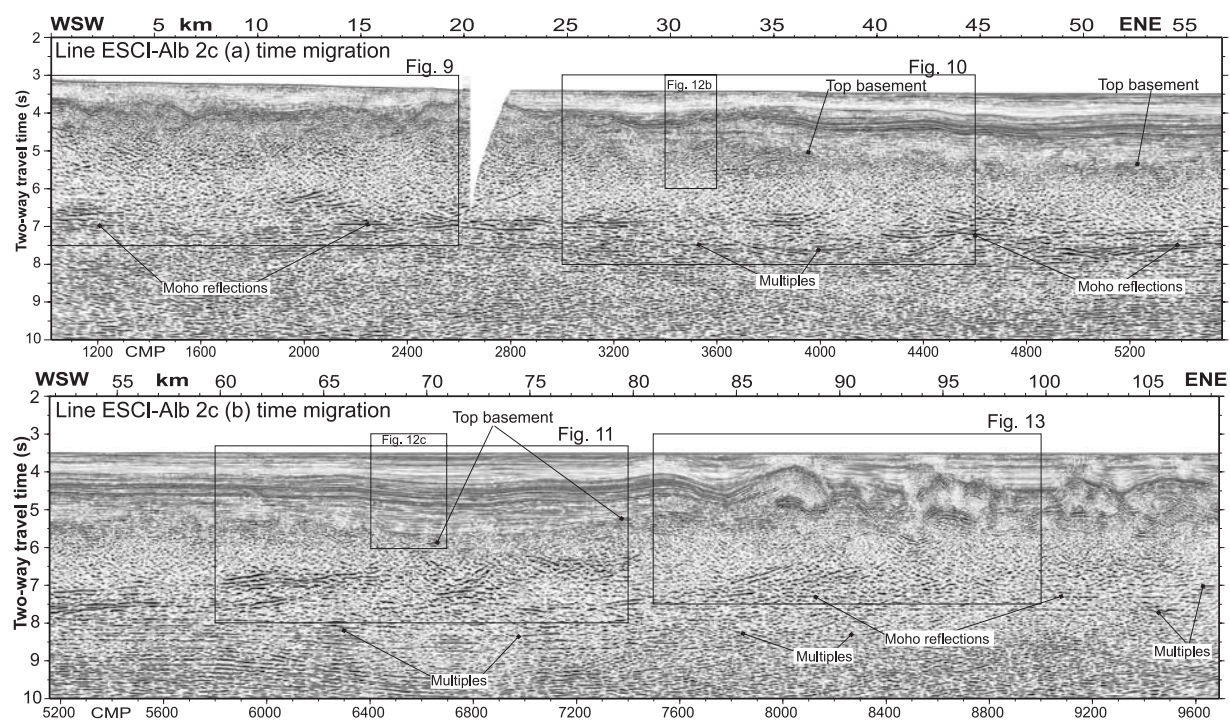 WSW 5 km 10 15 20 25 30 35 40 45 50 ENE 55
Line ESCI-Alb 2c (a) time migration
Fig. 9
Fig. 12b
Fig. 10
Top basement
Top basement
Two-way travel time (s)
2
3
4
5
6
7
8
9
10
Moho reflections
Multiples
Moho reflections
1200 CMP 1600 2000 2400 2800 3200 3600 4000 4400 4800 5200
WSW 55 km 60 65 70 75 80 85 90 95 100 105 ENE
Line ESCI-Alb 2c (b) time migration
Top basement
Fig. 12c
Fig. 11
Fig. 13
Two-way travel time (s)
2
3
4
5
6
7
8
9
10
Multiples
Multiples
Moho reflections
Multiples
5200 CMP 5600 6000 6400 6800 7200 7600 8000 8400 8800 9200 9600